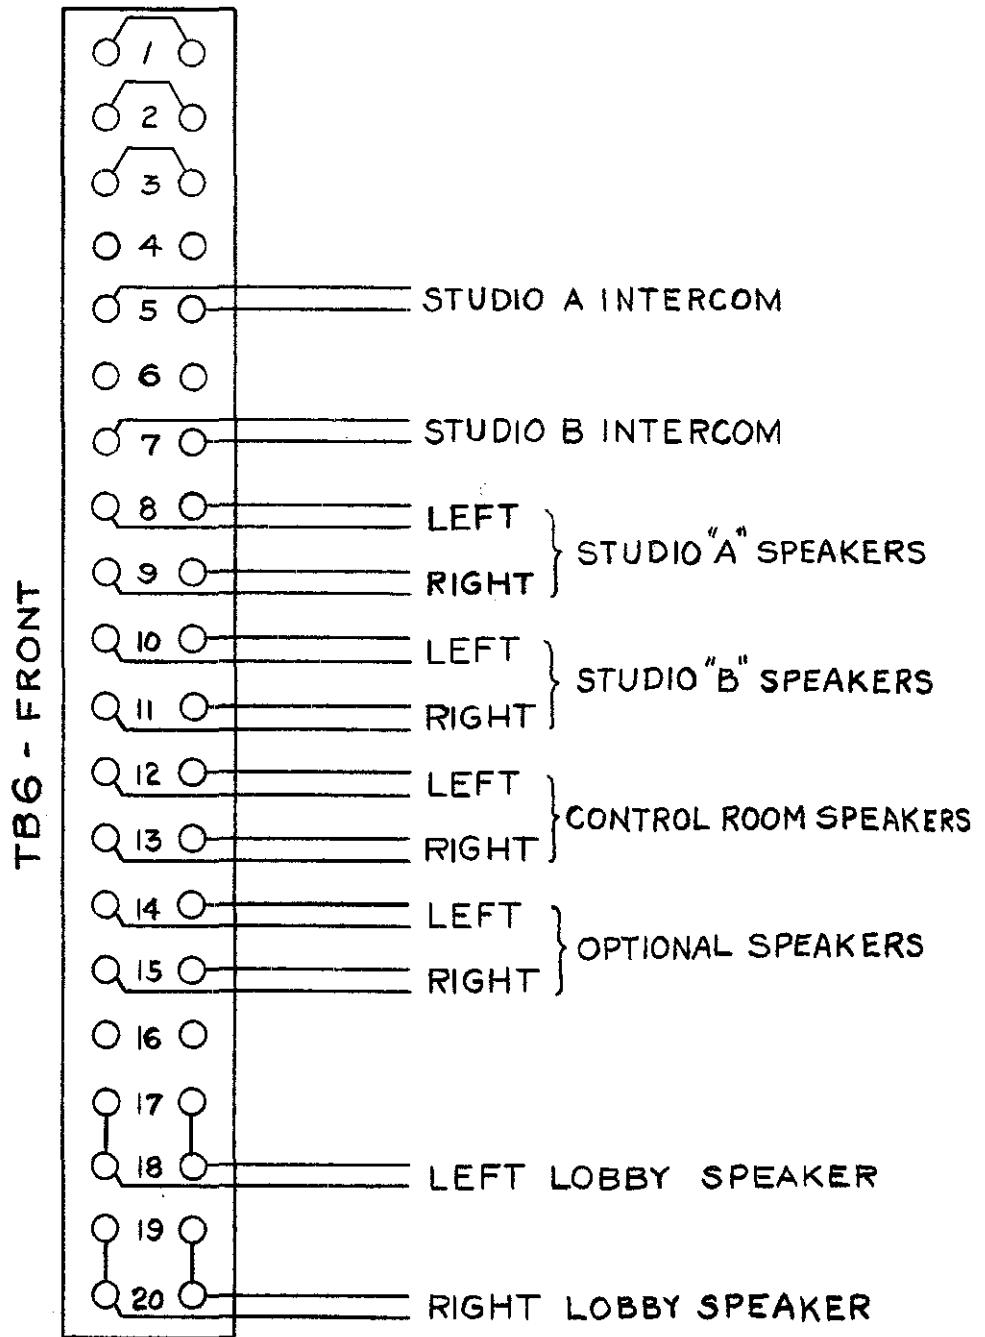 TB6 - FRONT
1
2
3
4
5 STUDIO A INTERCOM
6
7 STUDIO B INTERCOM
8 LEFT
STUDIO "A" SPEAKERS
9 RIGHT
10 LEFT
STUDIO "B" SPEAKERS
11 RIGHT
12 LEFT
CONTROL ROOM SPEAKERS
13 RIGHT
14 LEFT
OPTIONAL SPEAKERS
15 RIGHT
16
17
18 LEFT LOBBY SPEAKER
19
20 RIGHT LOBBY SPEAKER